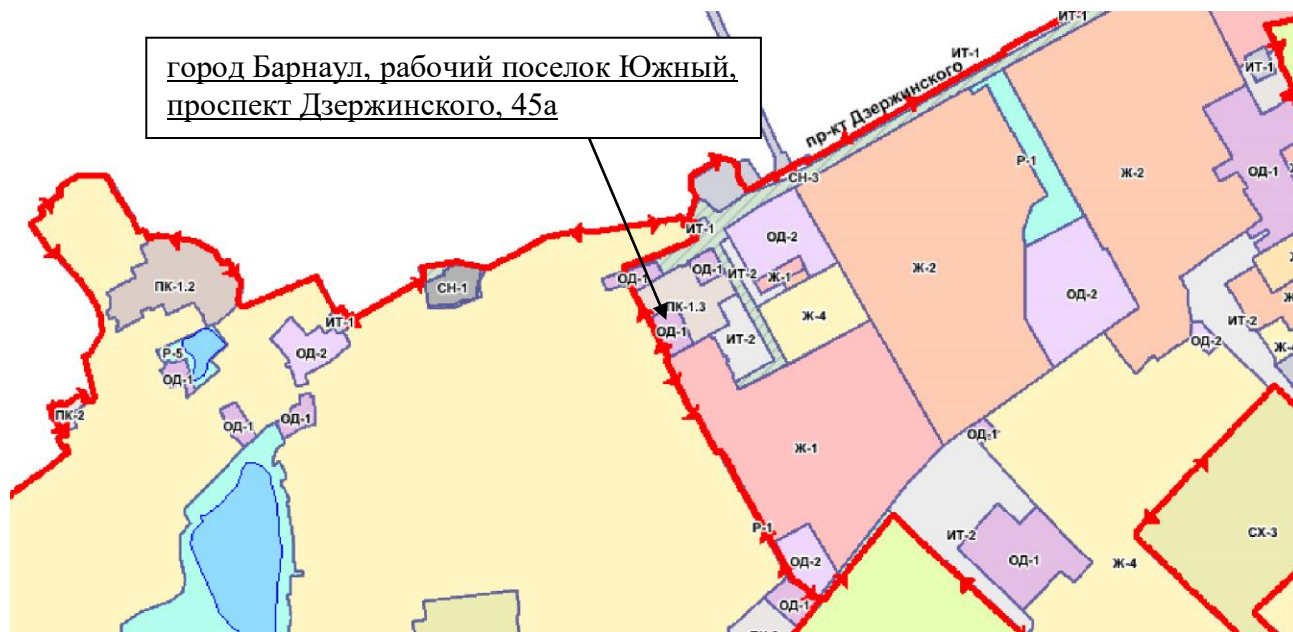 город Барнаул, рабочий поселок Южный,
проспект Дзержинского, 45а
ИТ-1
ИТ-1
ИТ-1
пр-кт Дзержинского
СН-3
Р-1
Ж-2
ОД-1
ИТ-1
ОД-2
ПК-1.2
СН-1
ОД-1
ОД-1
ИТ-2
Ж-1
Ж-2
ОД-2
ПК-1.3
Ж-4
ИТ-1
ОД-1
ИТ-2
ИТ-2
ОД-2
Р-5
ОД-2
ОД-1
ПК-2
ОД-1
ОД-1
Ж-1
ОД-1
Р-1
ИТ-2
СХ-3
ОД-2
ОД-1
Ж-4
ОД-1